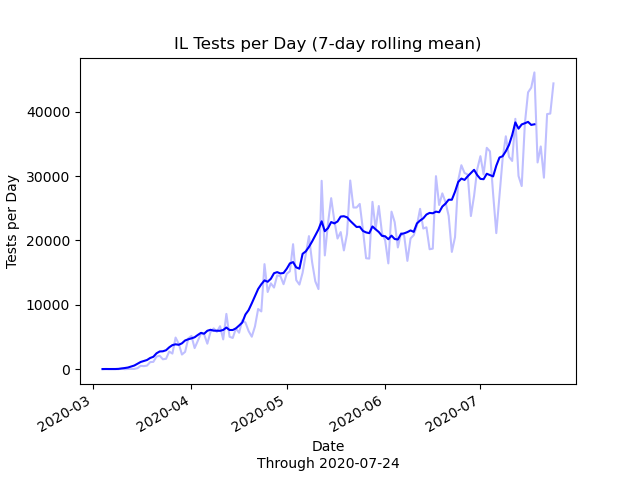 IL Tests per Day (7-day rolling mean)
Tests per Day
40000
30000
20000
10000
0
2020-03
2020-04
2020-05
2020-06
2020-07
Date
Through 2020-07-24